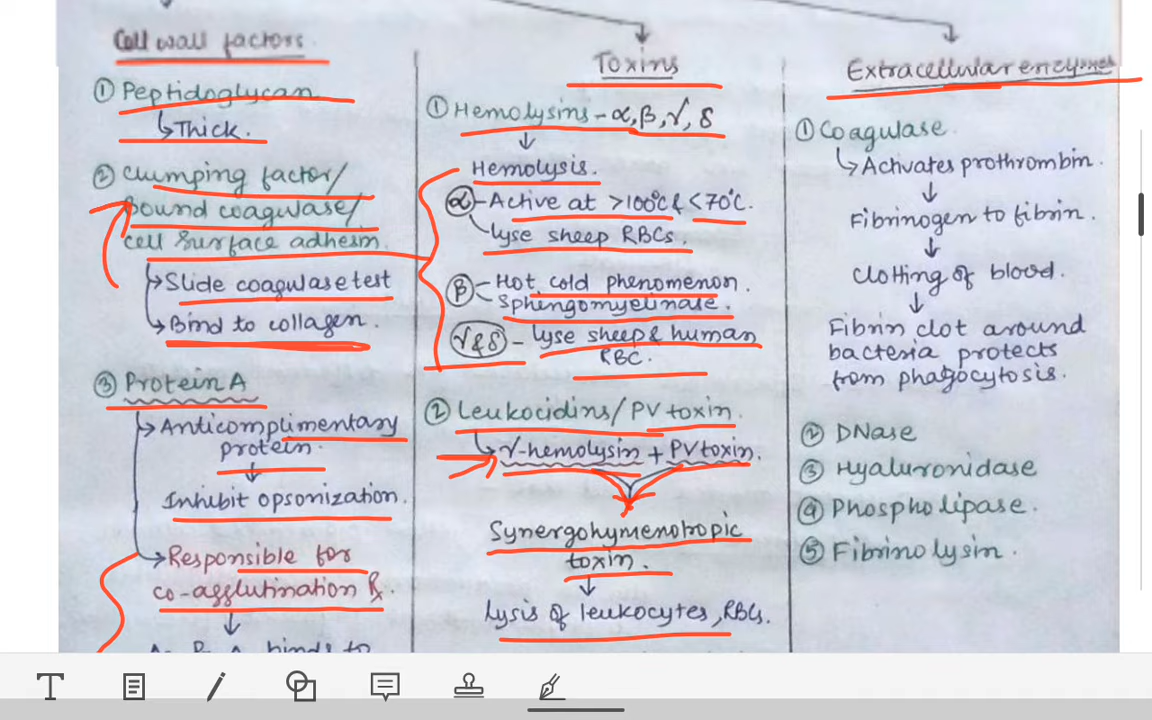 Cell wall factors
① Peptidoglycan
↳ Thick.
② Clumping factor/
Bound coagulase/
cell surface adhesin.
↳ Slide coagulase test
↳ Bind to collagen.
③ Protein A
↳ Anticomplimentary
protein.
↓
Inhibit opsonization.
↳ Responsible for
co-agglutination Rx
↓
binds to
Toxins
① Hemolysins - α, β, γ, δ
↓
Hemolysis.
α - Active at >100°C & <70°C.
lyse sheep RBCs.
β - Hot cold phenomenon.
Sphengomyelinase.
γ & δ - lyse sheep & human
RBC.
② Leukocidins/PV toxin.
↳ γ-hemolysin + PV toxin.
Synergohymenotropic
toxin.
↓
lysis of leukocytes, RBCs.
Extracellular enzymes
① Coagulase.
↳ Activates prothrombin.
↓
Fibrinogen to fibrin.
↓
Clotting of blood.
↓
Fibrin clot around
bacteria protects
from phagocytosis.
② DNase
③ Hyaluronidase
④ Phospholipase.
⑤ Fibrinolysin.
T